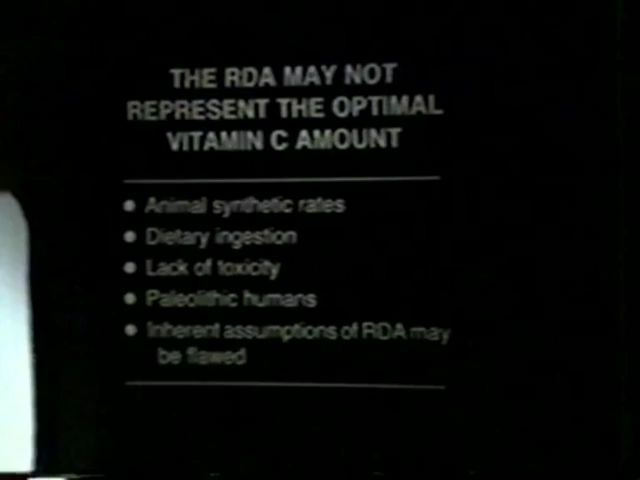 THE RDA MAY NOT
REPRESENT THE OPTIMAL
VITAMIN C AMOUNT
• Animal synthetic rates
• Dietary ingestion
• Lack of toxicity
• Paleolithic humans
• Inherent assumptions of RDA may
be flawed